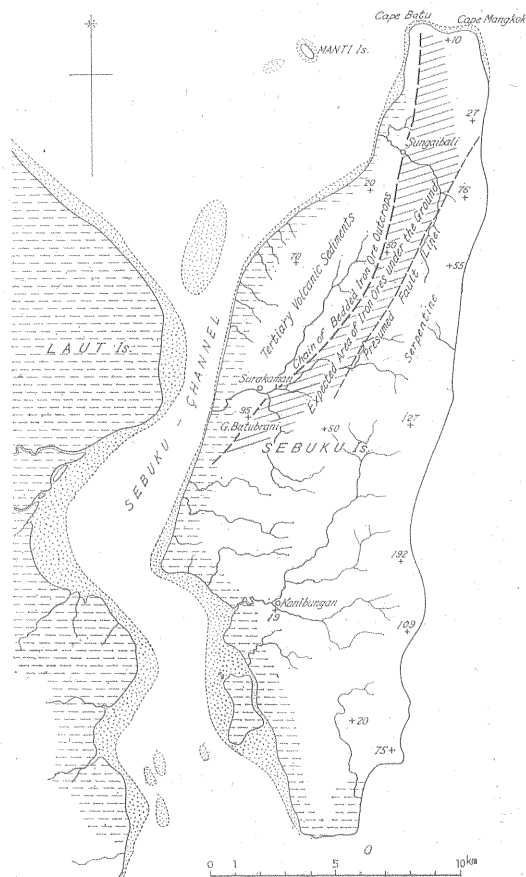 Cape Batu
Cape Mangkok
MANTI Is.
+10
27
+
Sungaibali
20
+
76
+
+50
70
+
+55
Tertiary Volcanic Sediments
Chain of Bedded Iron Ore Outcrops
Expected Area of Iron Ores under the Ground
Presumed Fault Line
Serpentine
LAUT Is.
SEBUKU - CHANNEL
Surakaman
95
G. Batubrani
+50
127
+
SEBUKU Is.
192
+
Kanibungan
19
109
+
+20
75+
0 1 5 10km